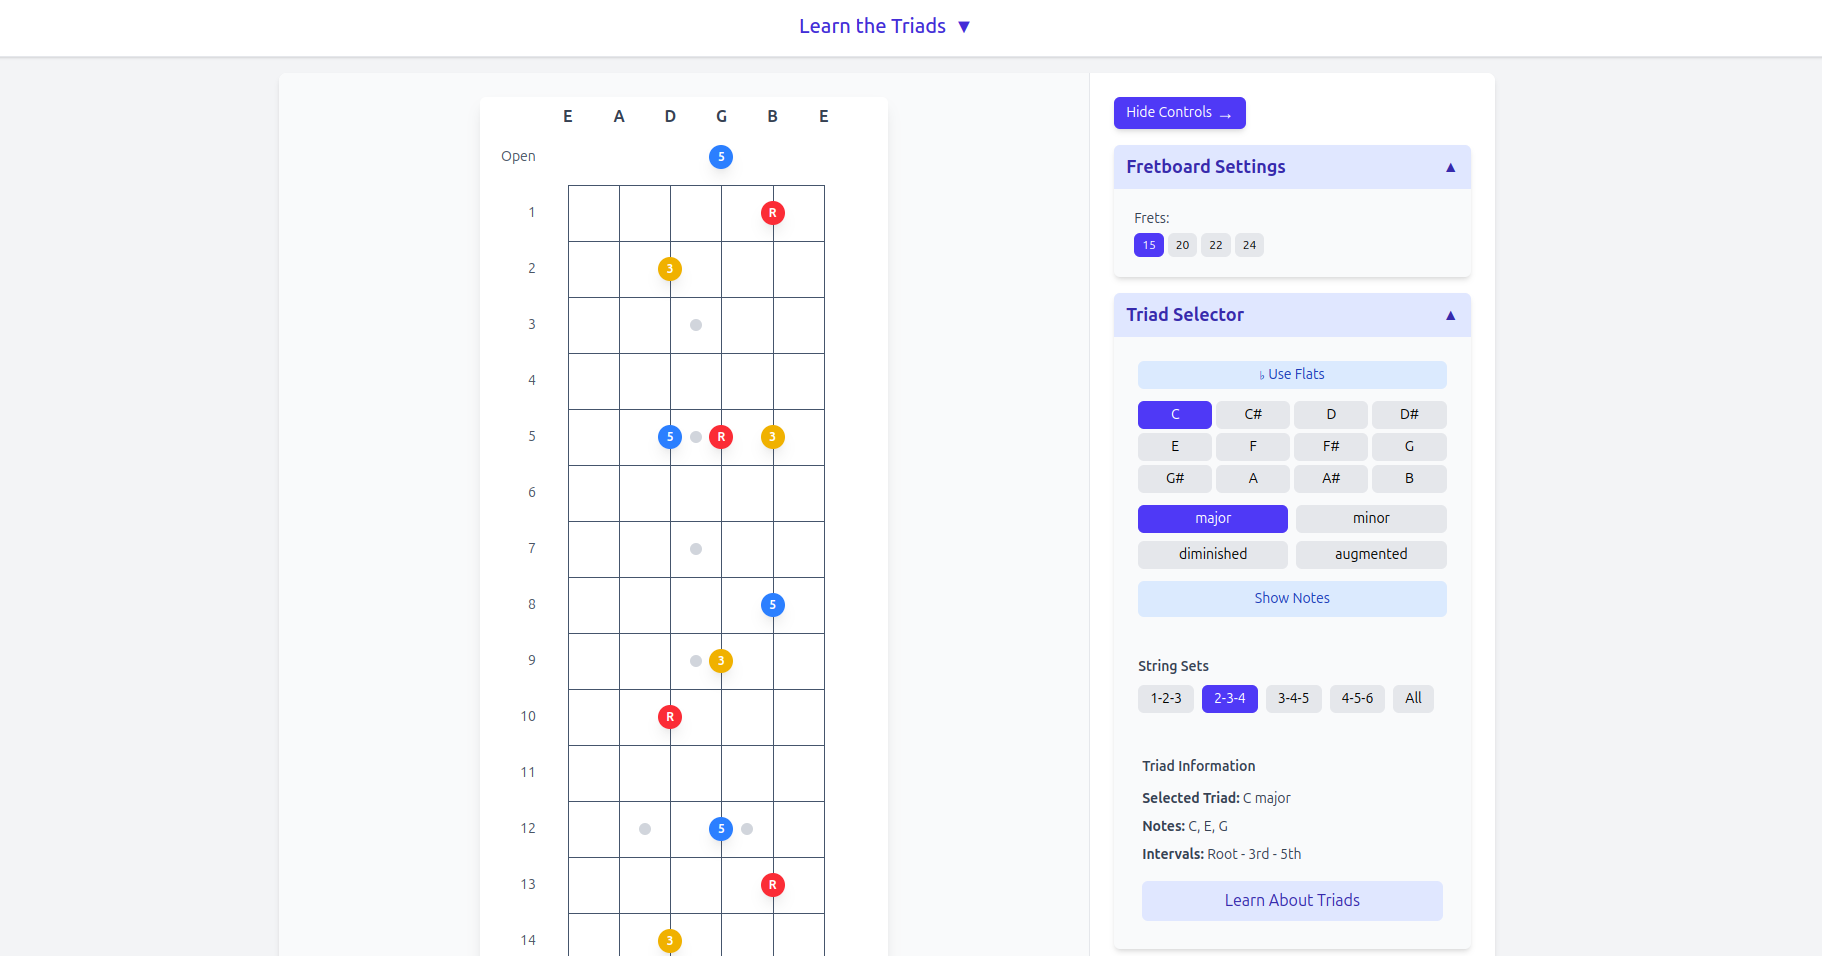 Learn the Triads ▼
E A D G B E
Open 5
1 R
2 3
3
4
5 5 R 3
6
7
8 5
9 3
10 R
11
12 5
13 R
14 3
Hide Controls →
Fretboard Settings ▲
Frets:
15 20 22 24
Triad Selector ▲
♭ Use Flats
C C# D D#
E F F# G
G# A A# B
major minor
diminished augmented
Show Notes
String Sets
1-2-3 2-3-4 3-4-5 4-5-6 All
Triad Information
Selected Triad: C major
Notes: C, E, G
Intervals: Root - 3rd - 5th
Learn About Triads